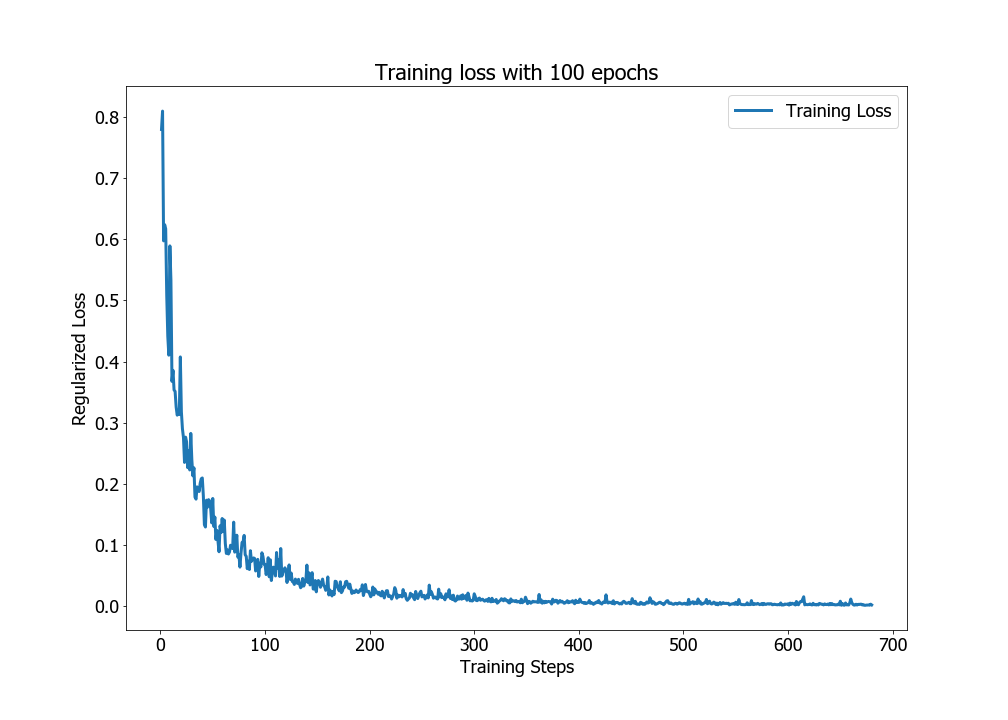 Training loss with 100 epochs
Training Loss
Regularized Loss
0.8
0.7
0.6
0.5
0.4
0.3
0.2
0.1
0.0
0 100 200 300 400 500 600 700
Training Steps